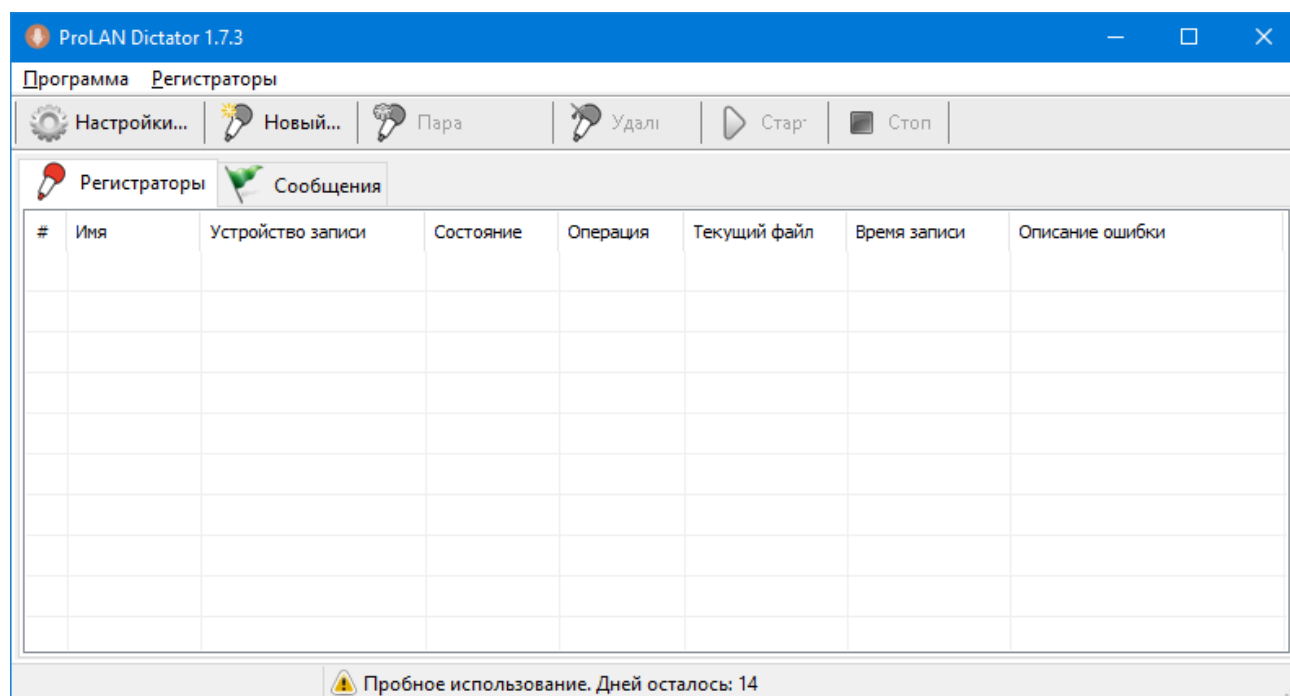 ProLAN Dictator 1.7.3
Программа Регистраторы
Настройки... Новый... Пара Удалı Стар Стоп
Регистраторы Сообщения
# Имя Устройство записи Состояние Операция Текущий файл Время записи Описание ошибки
Пробное использование. Дней осталось: 14